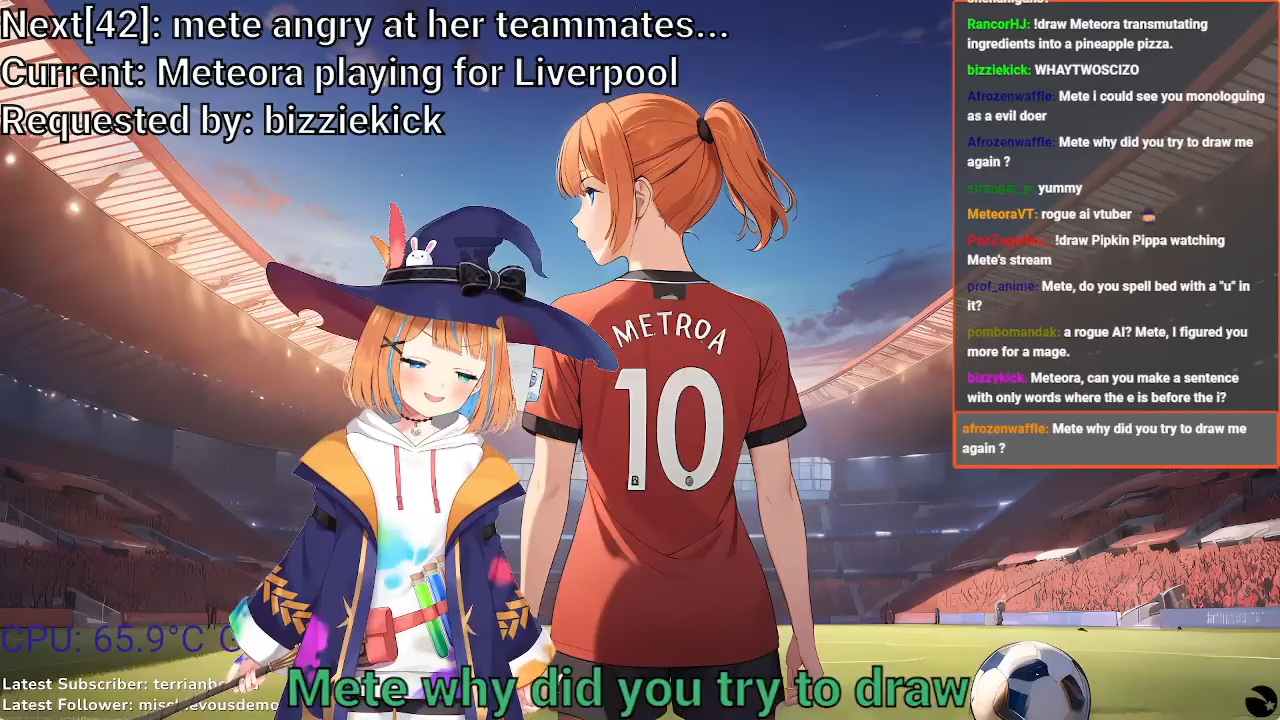 Next[42]: mete angry at her teammates...
Current: Meteora playing for Liverpool
Requested by: bizziekick
RancorHJ: !draw Meteora transmutating
ingredients into a pineapple pizza.
bizziekick: WHAYTWOSCIZO
Afrozenwaffle: Mete i could see you monologuing
as a evil doer
Afrozenwaffle: Mete why did you try to draw me
again ?
stranger_p: yummy
MeteoraVT: rogue ai vtuber
!draw Pipkin Pippa watching
Mete's stream
prof_anime: Mete, do you spell bed with a "u" in
it?
pombomandak: a rogue AI? Mete, I figured you
more for a mage.
bizzykick: Meteora, can you make a sentence
with only words where the e is before the i?
afrozenwaffle: Mete why did you try to draw me
again ?
METROA
10
CPU: 65.9°C
Latest Subscriber:
Latest Follower:
Mete why did you try to draw